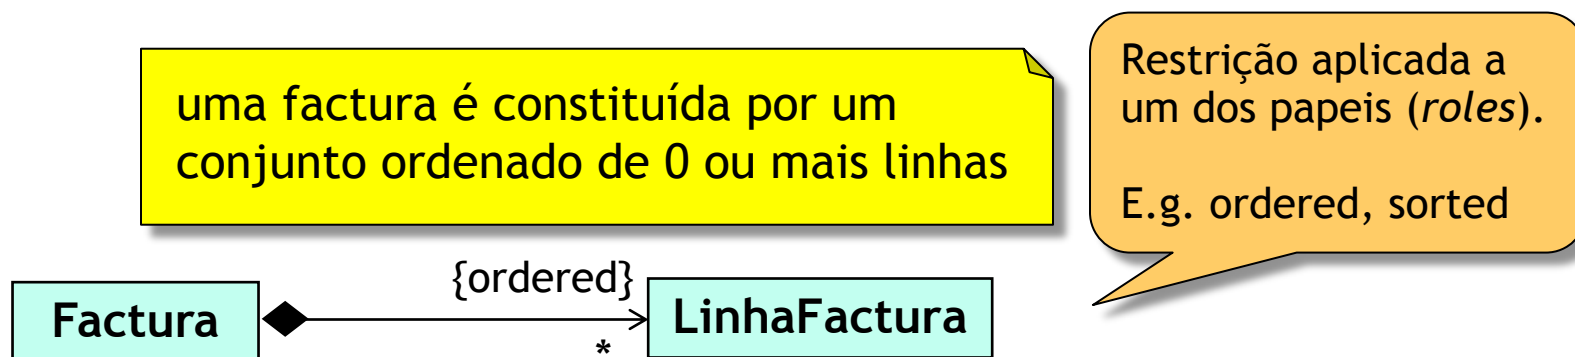 uma factura é constituída por um
conjunto ordenado de 0 ou mais linhas
Restrição aplicada a
um dos papeis (roles).
E.g. ordered, sorted
{ordered}
Factura
LinhaFactura
*